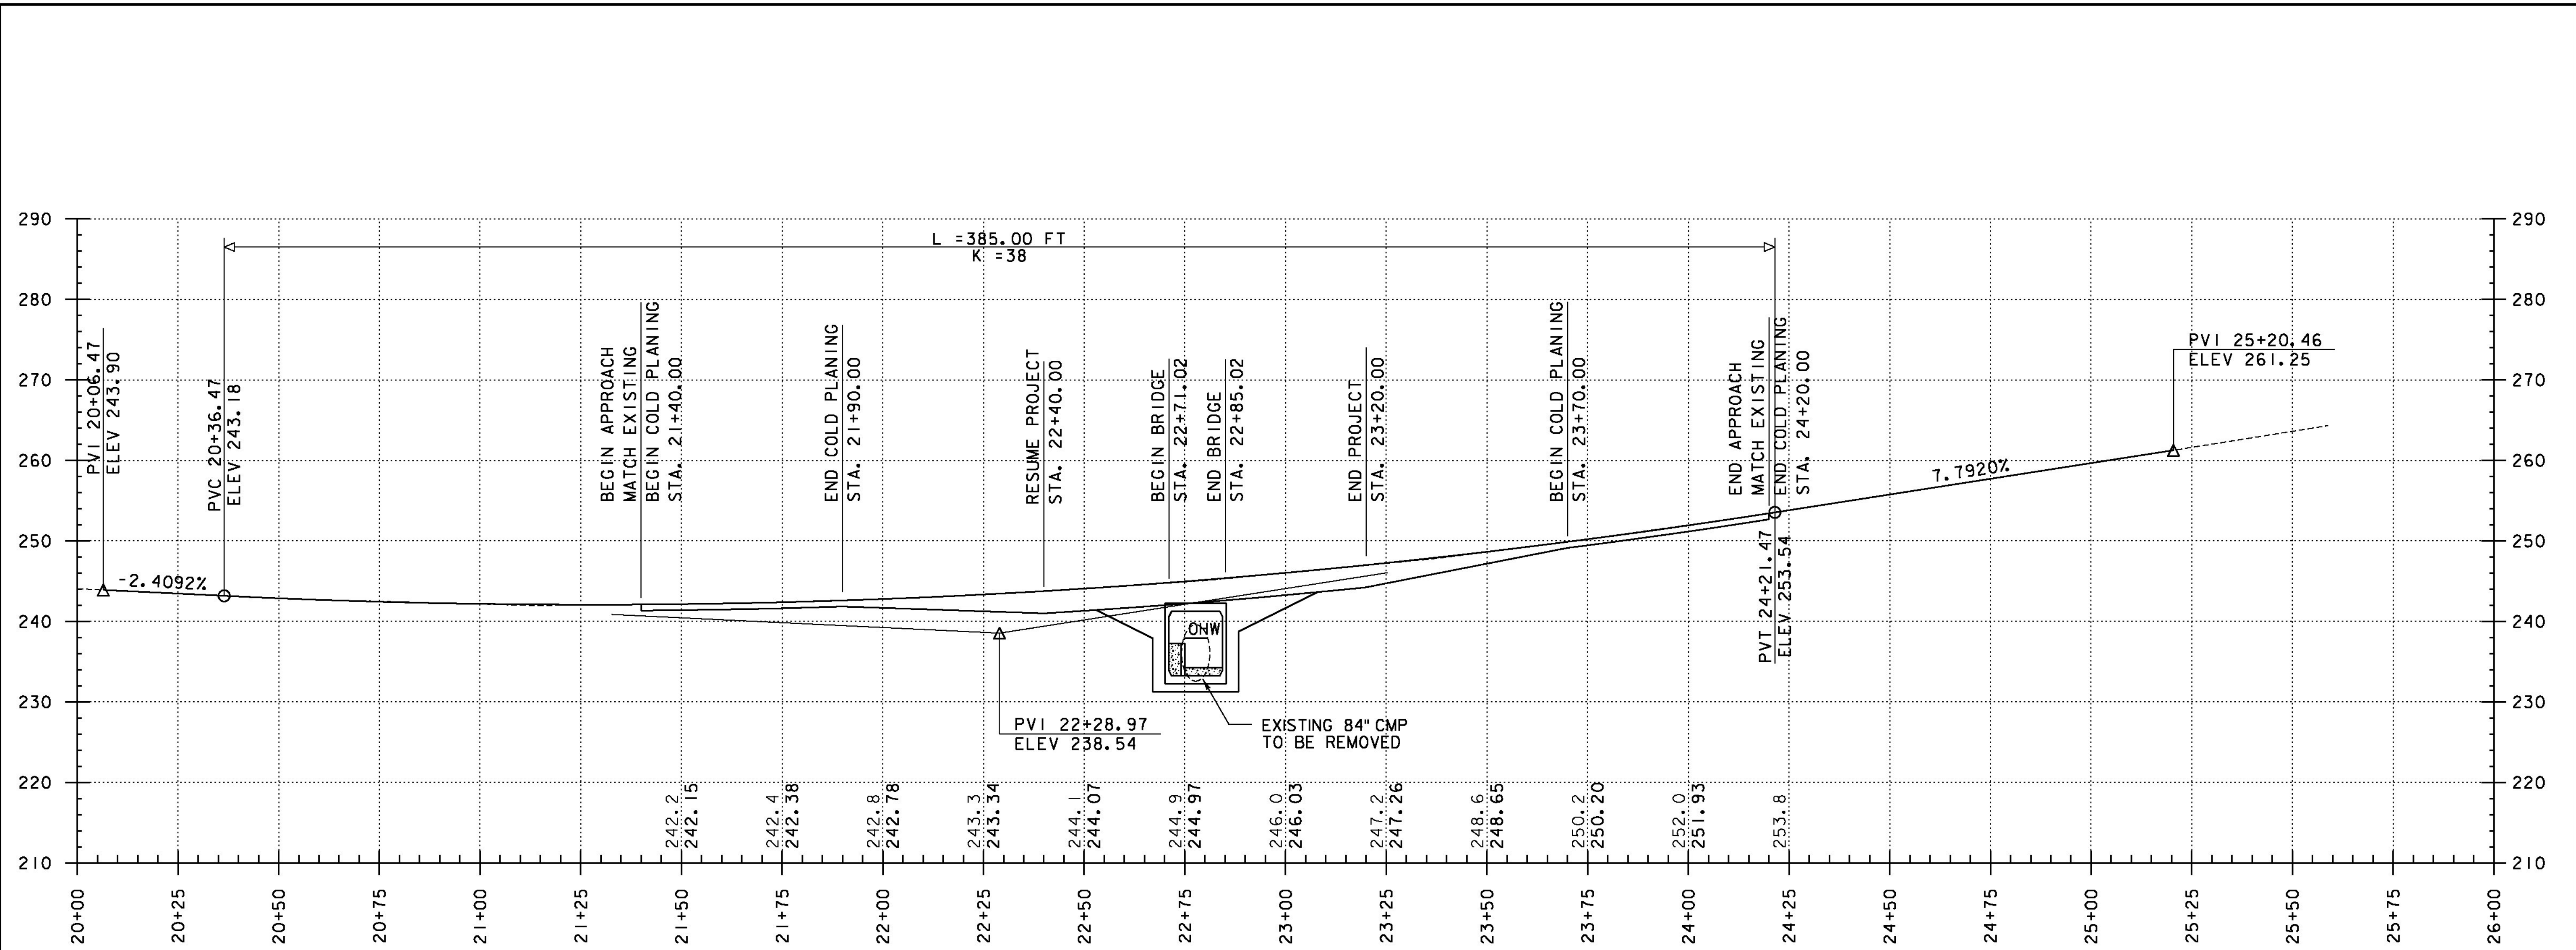 290
280
270
260
250
240
230
220
210
290
280
270
260
250
240
230
220
210
L =385.00 FT
K =38
PVI 20+06.47
ELEV 243.90
-2.4092%
PVC 20+36.47
ELEV 243.18
BEGIN APPROACH
MATCH EXISTING
BEGIN COLD PLANING
STA. 21+40.00
END COLD PLANING
STA. 21+90.00
RESUME PROJECT
STA. 22+40.00
BEGIN BRIDGE
STA. 22+71.02
END BRIDGE
STA. 22+85.02
END PROJECT
STA. 23+20.00
BEGIN COLD PLANING
STA. 23+70.00
END APPROACH
MATCH EXISTING
END COLD PLANING
STA. 24+20.00
PVT 24+21.47
ELEV 253.54
7.7920%
PVI 25+20.46
ELEV 261.25
OHW
PVI 22+28.97
ELEV 238.54
EXISTING 84" CMP
TO BE REMOVED
242.2
242.15
242.4
242.38
242.8
242.78
243.3
243.34
244.1
244.07
244.9
244.97
246.0
246.03
247.2
247.26
248.6
248.65
250.2
250.20
252.0
251.93
253.8
20+00
20+25
20+50
20+75
21+00
21+25
21+50
21+75
22+00
22+25
22+50
22+75
23+00
23+25
23+50
23+75
24+00
24+25
24+50
24+75
25+00
25+25
25+50
25+75
26+00